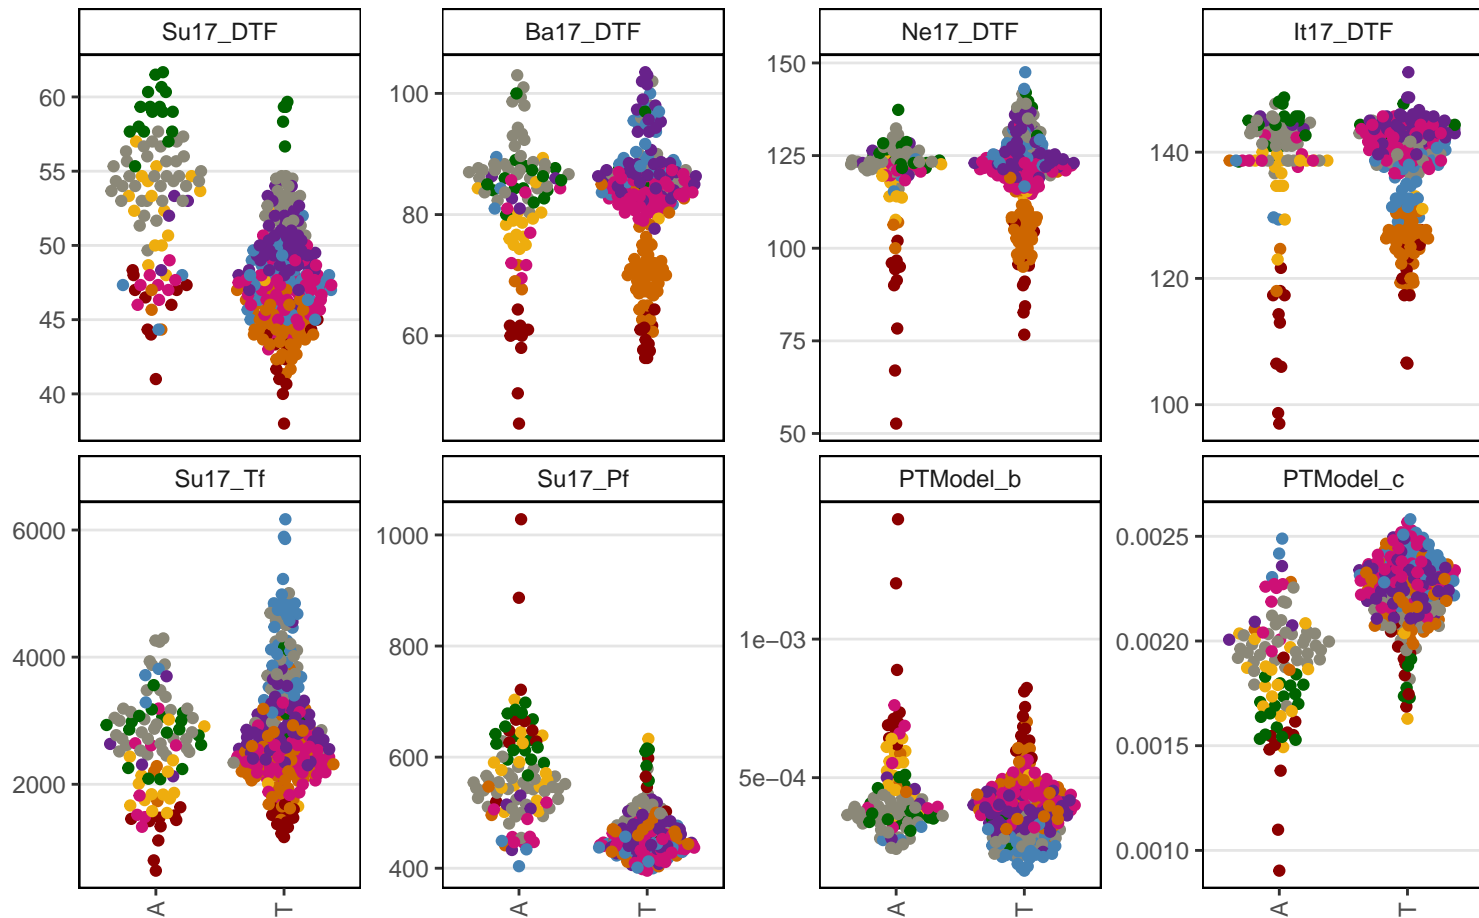 Su17_DTF
Ba17_DTF
Ne17_DTF
It17_DTF
60
55
50
45
40
100
80
60
150
125
100
75
50
140
120
100
Su17_Tf
Su17_Pf
PTModel_b
PTModel_c
6000
4000
2000
1000
800
600
400
1e−03
5e−04
0.0025
0.0020
0.0015
0.0010
A
T
A
T
A
T
A
T